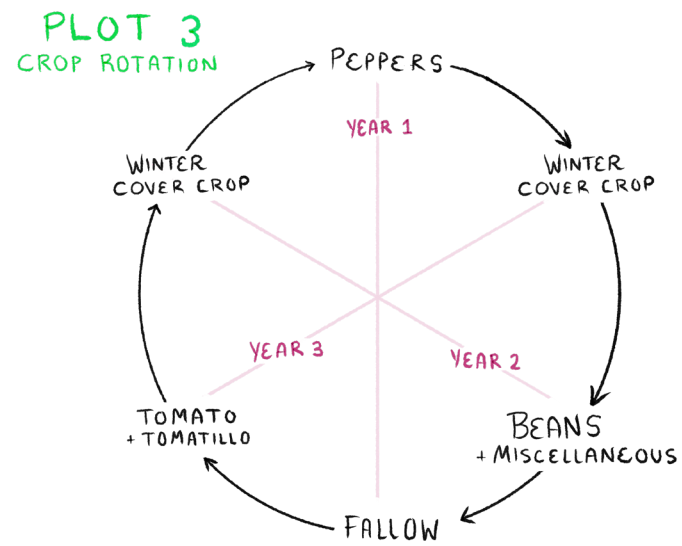 PLOT 3
CROP ROTATION
PEPPERS
YEAR 1
WINTER
COVER CROP
WINTER
COVER CROP
YEAR 3
YEAR 2
TOMATO
+ TOMATILLO
BEANS
+ MISCELLANEOUS
FALLOW